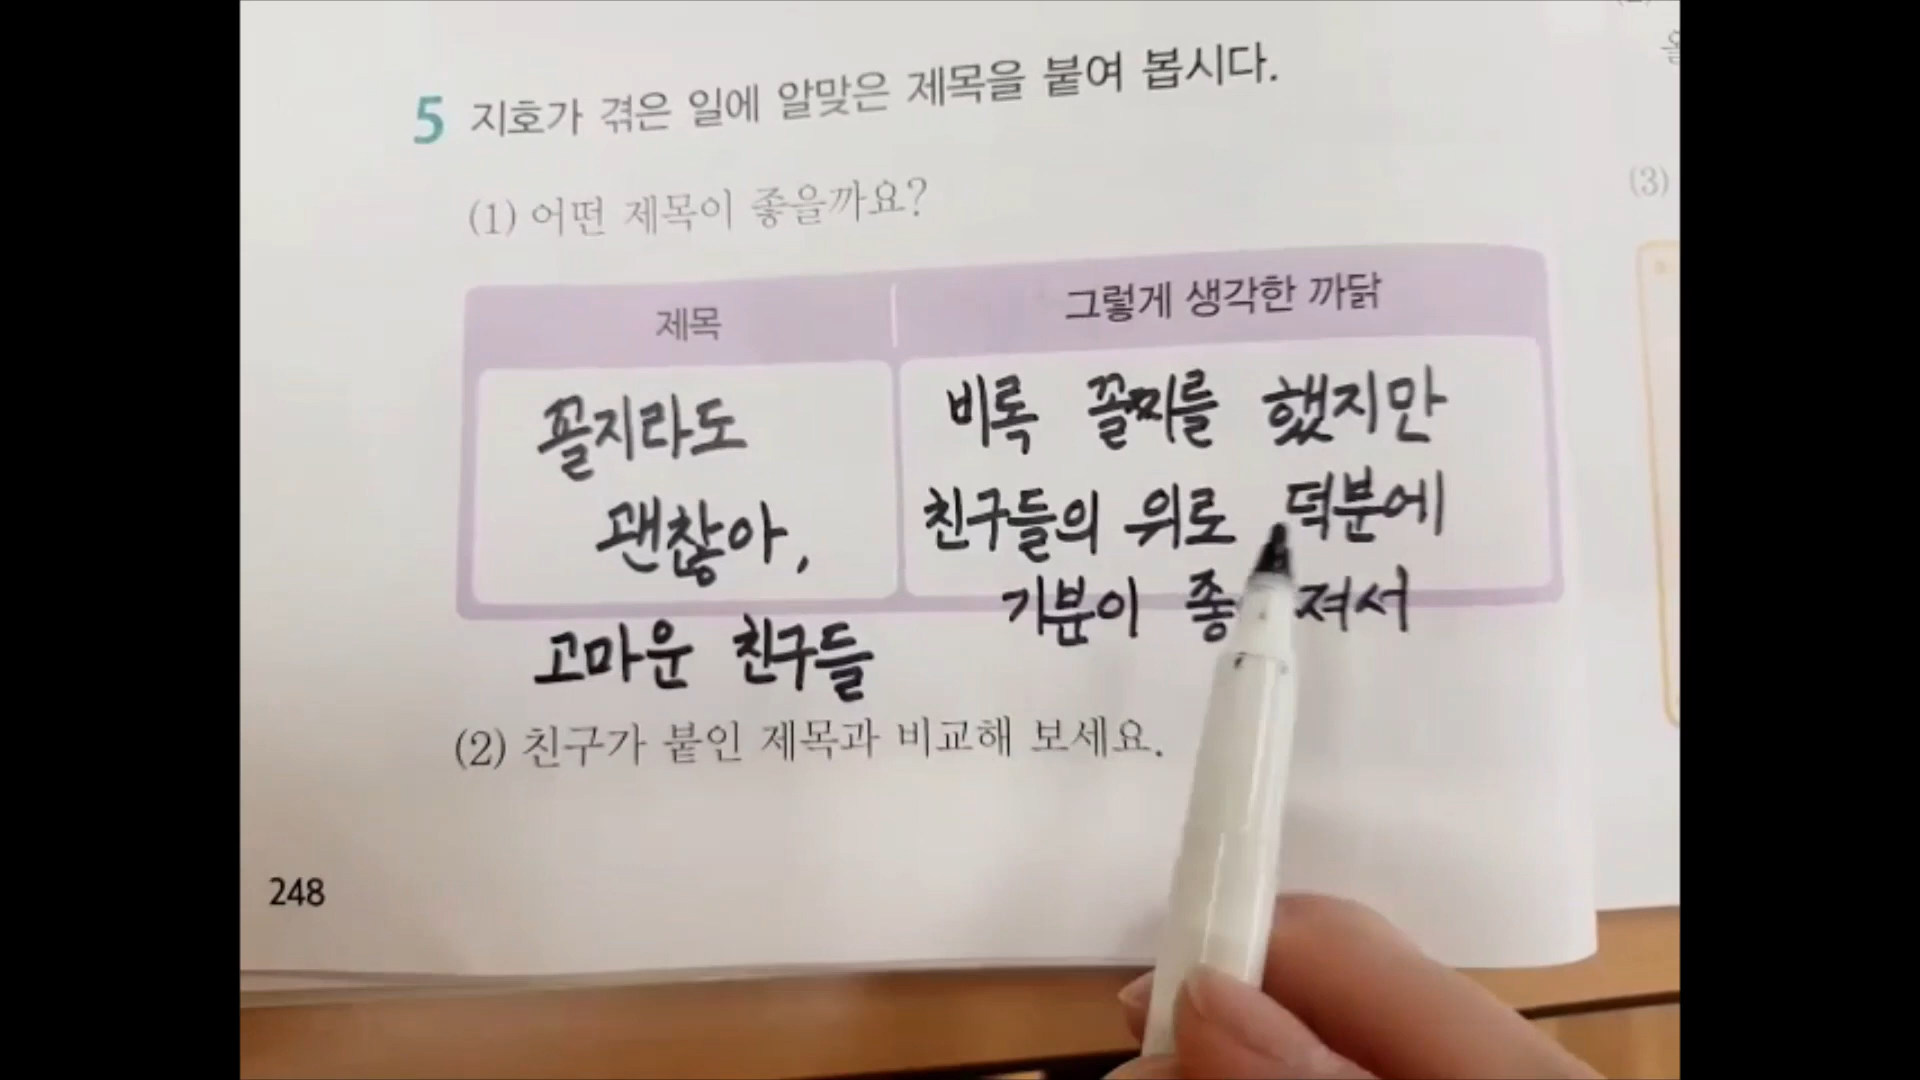 5 지호가 겪은 일에 알맞은 제목을 붙여 봅시다.
(1) 어떤 제목이 좋을까요?
제목
그렇게 생각한 까닭
꼴지라도
괜찮아,
고마운 친구들
비록 꼴찌를 했지만
친구들의 위로 덕분에
기분이 좋 져서
(2) 친구가 붙인 제목과 비교해 보세요.
248
(3)